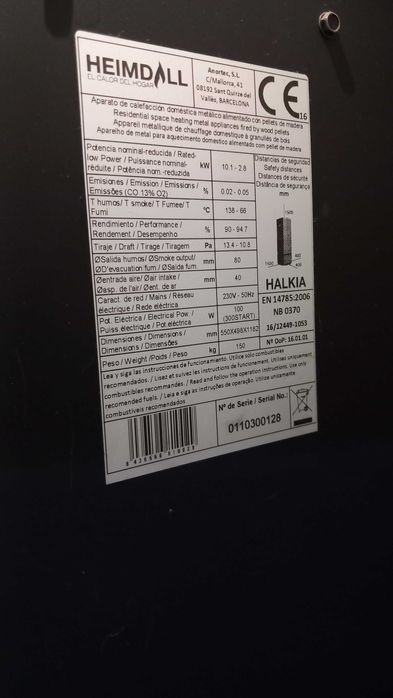 HEIMDALL
EL CALOR DEL HOGAR
Anortec, S.L.
C/Mallorca, 41
08192 Sant Quirze del
Vallès, BARCELONA
CE 16
Aparato de calefacción doméstica metálico alimentado con pellets de madera
Residential space heating metal appliances fired by wood pellets
Appareil métallique de chauffage domestique à granulés de bois
Aparelho de metal para aquecimento doméstico alimentado com pellet de madera
Potencia nominal-reducida / Rated-
low Power / Puissance nominal-
réduite / Potência nom.-reduzida
kW
10.1 - 2.8
Emisiones / Emission / Emissions /
Emissões (CO 13% O2)
%
0.02 - 0.05
T humos/ T smoke/ T Fumee/ T
Fumi
°C
138 - 66
Rendimiento / Performance /
Rendement / Desempenho
%
90 - 94.7
Tiraje / Draft / Tirage / Tiragem
Pa
13.4 - 10.8
ØSalida humos/ ØSmoke output/
ØD'evacuation fum./ ØSaída fum.
mm
80
Øentrada aire/ Øair intake /
Øasp. de l'air/ Øent. de ar
mm
40
Caract. de red / Mains / Réseau
électrique / Rede eléctrica
230V - 50Hz
Pot. Eléctrica / Electrical Pow. /
Puiss.électrique / Pot.eléctrica
W
100
(300START)
Dimensiones / Dimensions /
Dimensions / Dimensões
mm
550X498X1182
Peso / Weight /Poids / Peso
kg
150
Distancias de seguridad
Safety distances
Distances de sécurité
Distância de segurança
mm
HALKIA
EN 14785:2006
NB 0370
16/12449-1053
Nº DoP: 16.01.01
Lea y siga las instrucciones de funcionamiento. Utilice solo combustibles
recomendados. / Lisez et suivez les instructions de funcionement. Utilisez uniquement
combustibles recommandés. / Read and follow the operation instructions. Use only
recommended fuels. / Leia e siga as instruções de operação. Utilize unicamente
combustíveis recomendados
Nº de Serie / Serial No.:
0110300128